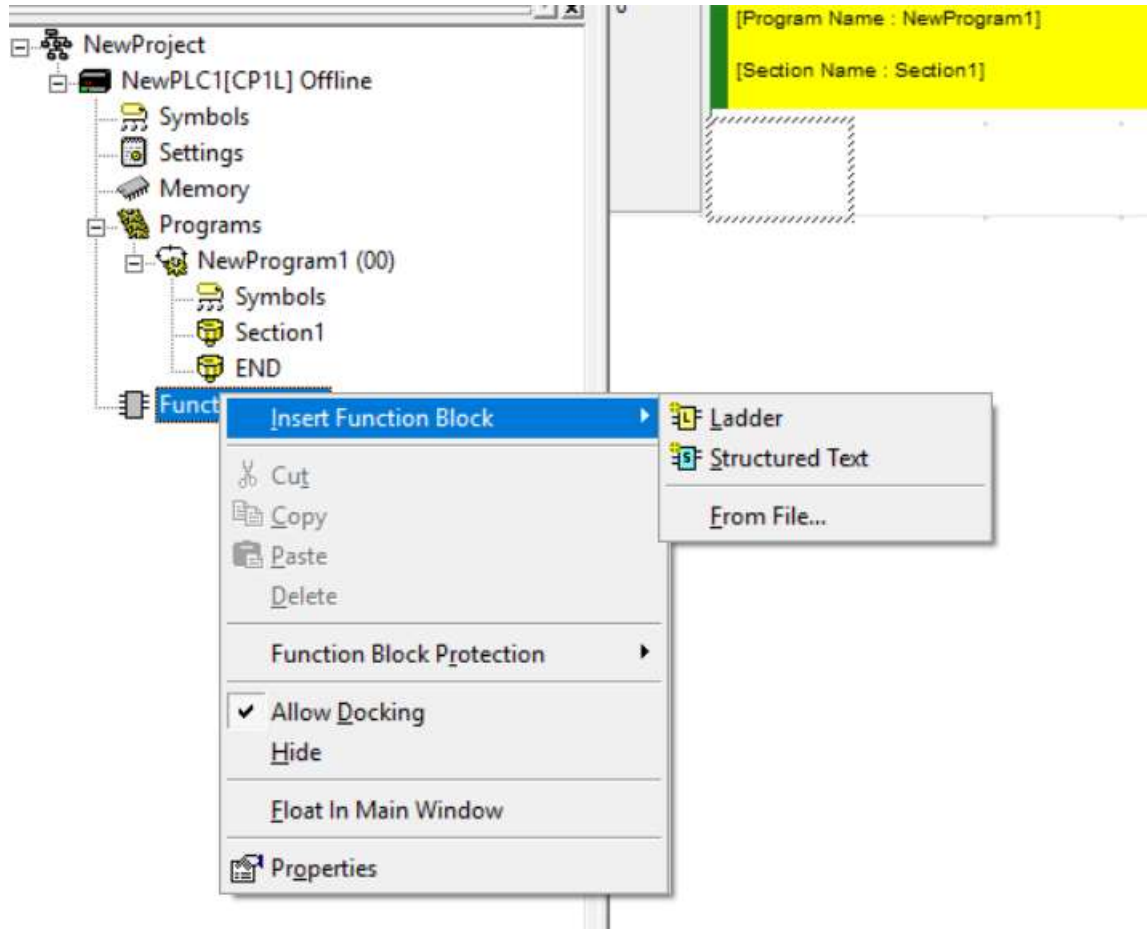 NewProject
NewPLC1[CP1L] Offline
Symbols
Settings
Memory
Programs
NewProgram1 (00)
Symbols
Section1
END
Funct
Insert Function Block
Cut
Copy
Paste
Delete
Function Block Protection
Allow Docking
Hide
Float In Main Window
Properties
Ladder
Structured Text
From File...
[Program Name : NewProgram1]
[Section Name : Section1]